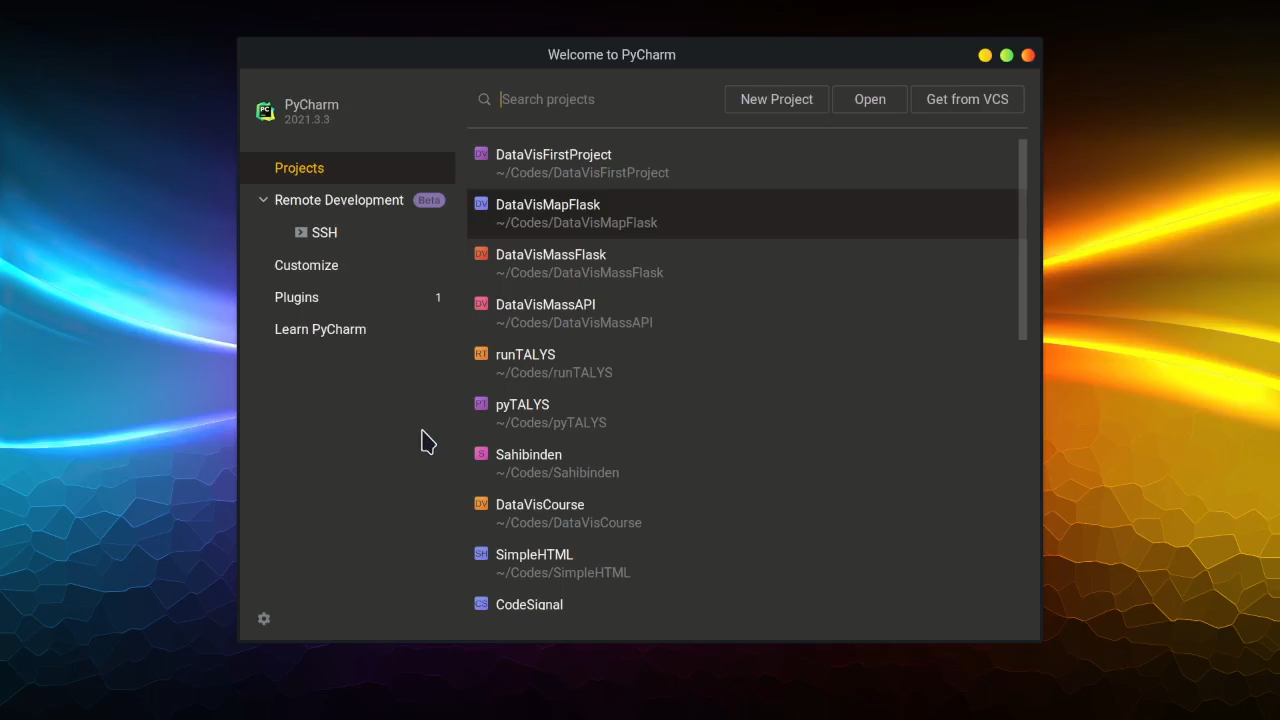 Welcome to PyCharm
PyCharm
2021.3.3
Search projects
New Project
Open
Get from VCS
Projects
Remote Development Beta
SSH
Customize
Plugins 1
Learn PyCharm
DV DataVisFirstProject
~/Codes/DataVisFirstProject
DV DataVisMapFlask
~/Codes/DataVisMapFlask
DV DataVisMassFlask
~/Codes/DataVisMassFlask
DV DataVisMassAPI
~/Codes/DataVisMassAPI
RT runTALYS
~/Codes/runTALYS
PT pyTALYS
~/Codes/pyTALYS
S Sahibinden
~/Codes/Sahibinden
DV DataVisCourse
~/Codes/DataVisCourse
SH SimpleHTML
~/Codes/SimpleHTML
CS CodeSignal